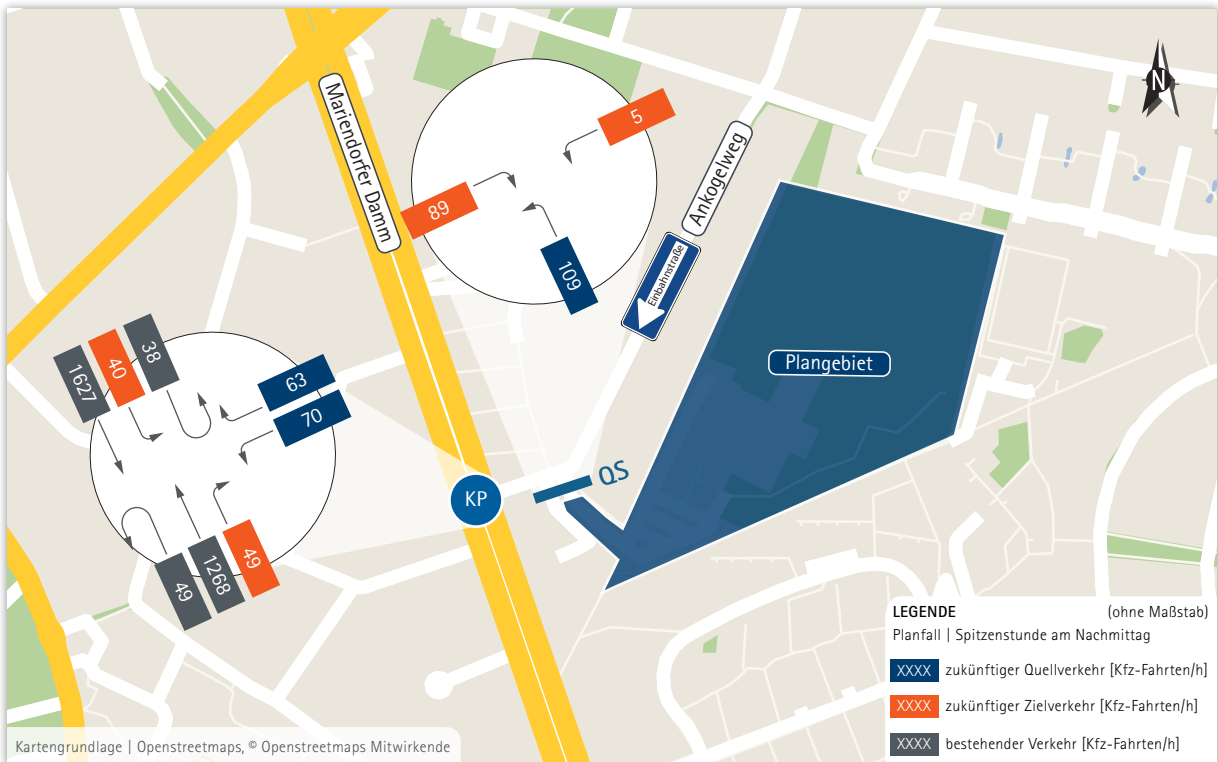 N
Mariendorfer Damm
Ankogelweg
Einbahnstraße
5
89
109
Plangebiet
1627
40
38
63
70
49
1268
49
KP
QS
LEGENDE (ohne Maßstab)
Planfall | Spitzenstunde am Nachmittag
XXXX zukünftiger Quellverkehr [Kfz-Fahrten/h]
XXXX zukünftiger Zielverkehr [Kfz-Fahrten/h]
XXXX bestehender Verkehr [Kfz-Fahrten/h]
Kartengrundlage | Openstreetmaps, © Openstreetmaps Mitwirkende